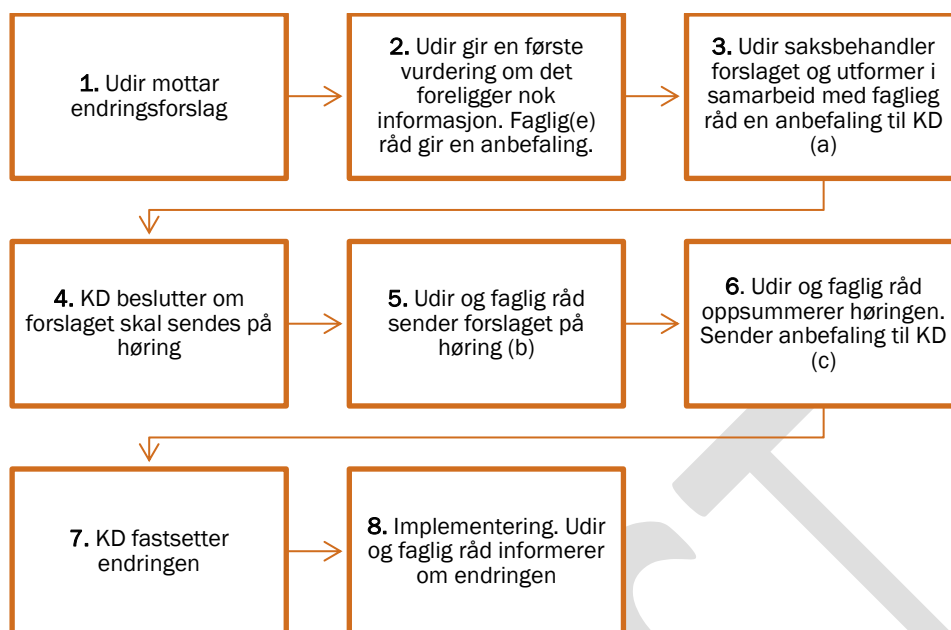 1. Udir mottar
endringsforslag
2. Udir gir en første
vurdering om det
foreligger nok
informasjon. Faglig(e)
råd gir en anbefaling.
3. Udir saksbehandler
forslaget og utformer i
samarbeid med faglieg
råd en anbefaling til KD
(a)
4. KD beslutter om
forslaget skal sendes på
høring
5. Udir og faglig råd
sender forslaget på
høring (b)
6. Udir og faglig råd
oppsummerer høringen.
Sender anbefaling til KD
(c)
7. KD fastsetter
endringen
8. Implementering. Udir
og faglig råd informerer
om endringen